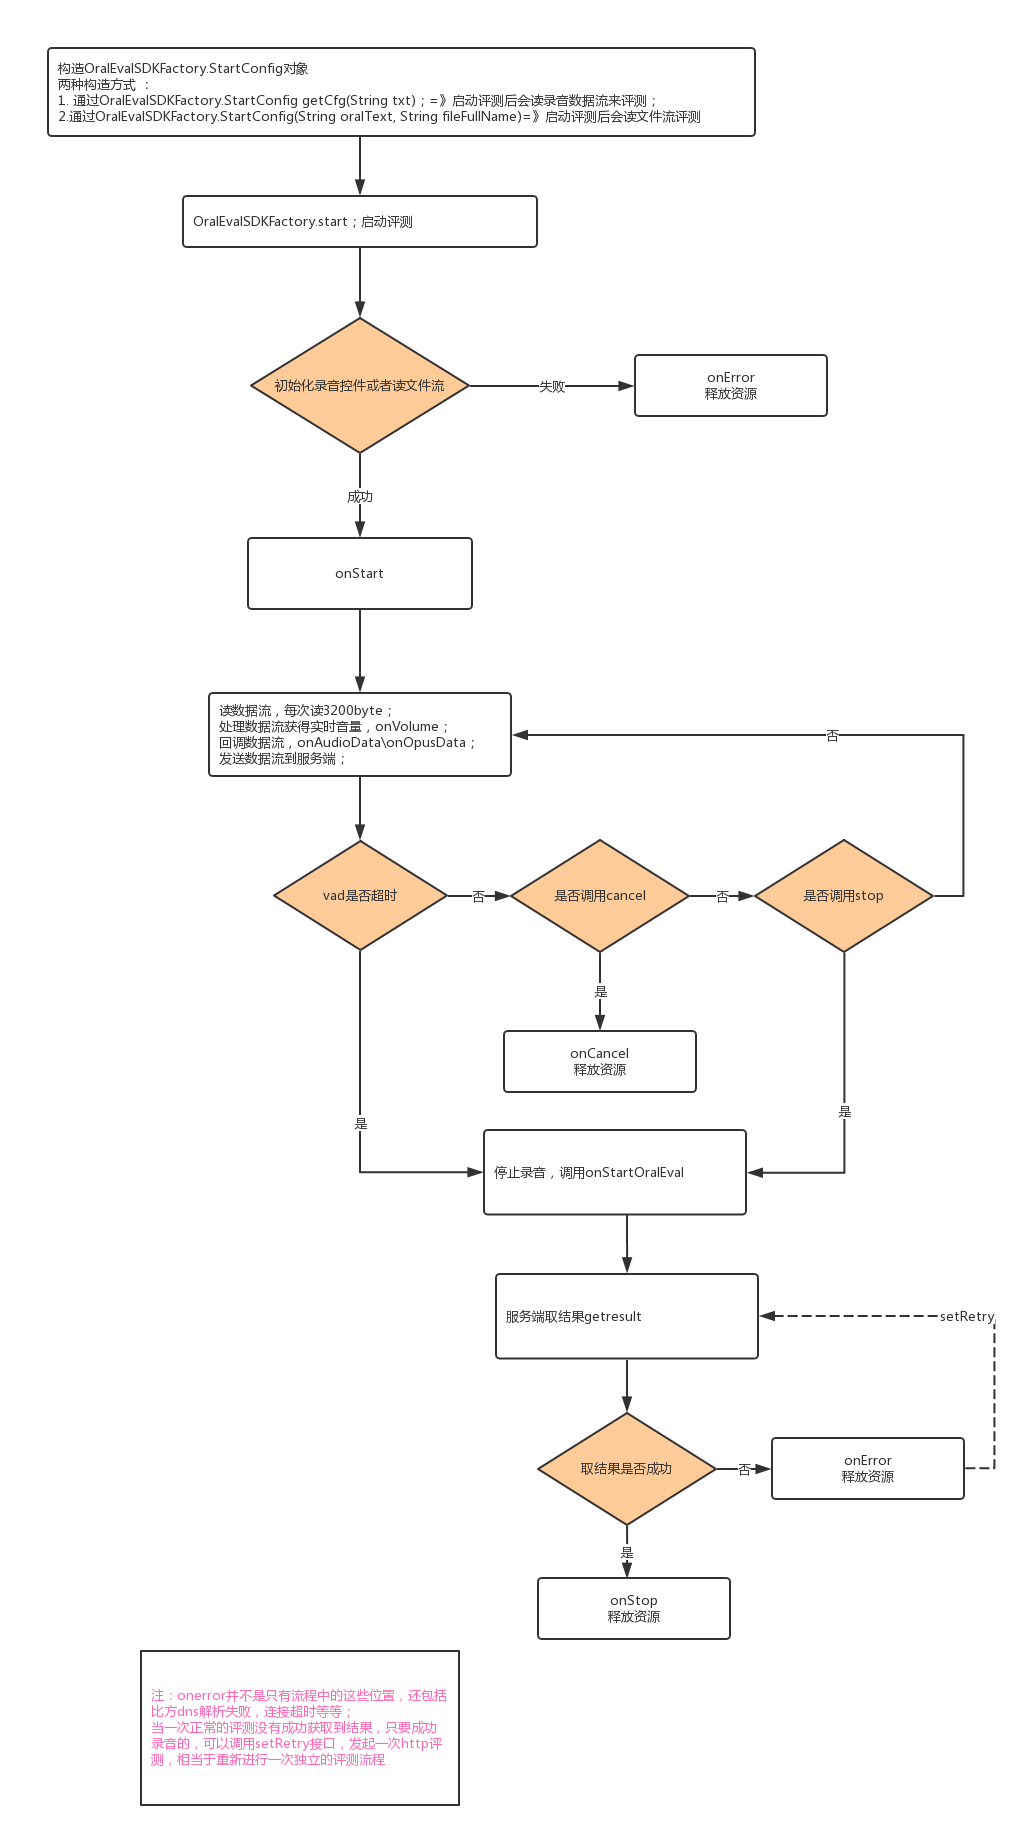 构造OralEvalSDKFactory.StartConfig对象
两种构造方式 ：
1. 通过OralEvalSDKFactory.StartConfig getCfg(String txt)；=》启动评测后会读录音数据流来评测；
2.通过OralEvalSDKFactory.StartConfig(String oralText, String fileFullName)=》启动评测后会读文件流评测
OralEvalSDKFactory.start；启动评测
初始化录音控件或者读文件流
失败
onError
释放资源
成功
onStart
读数据流，每次读3200byte；
处理数据流获得实时音量，onVolume；
回调数据流，onAudioData\onOpusData；
发送数据流到服务端；
否
vad是否超时
否
是否调用cancel
否
是否调用stop
是
onCancel
释放资源
是
是
停止录音，调用onStartOralEval
服务端取结果getresult
setRetry
取结果是否成功
否
onError
释放资源
是
onStop
释放资源
注：onerror并不是只有流程中的这些位置，还包括
比方dns解析失败，连接超时等等；
当一次正常的评测没有成功获取到结果，只要成功
录音的，可以调用setRetry接口，发起一次http评
测，相当于重新进行一次独立的评测流程